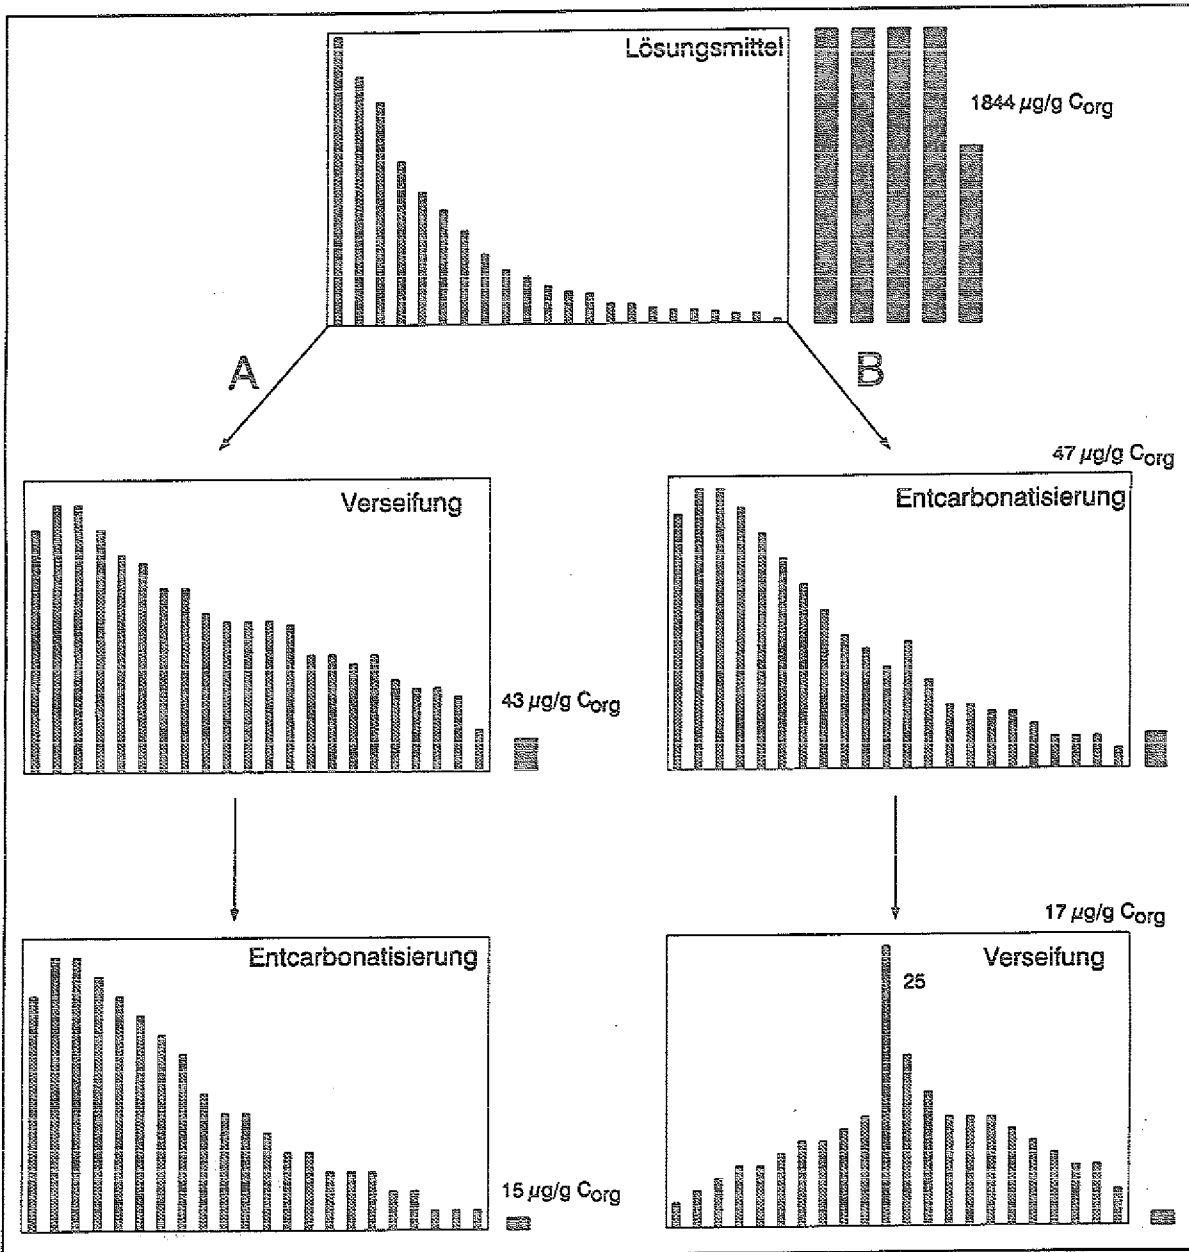 Lösungsmittel
1844 µg/g Corg
A
B
47 µg/g Corg
Verseifung
Entcarbonatisierung
43 µg/g Corg
17 µg/g Corg
Entcarbonatisierung
Verseifung
25
15 µg/g Corg